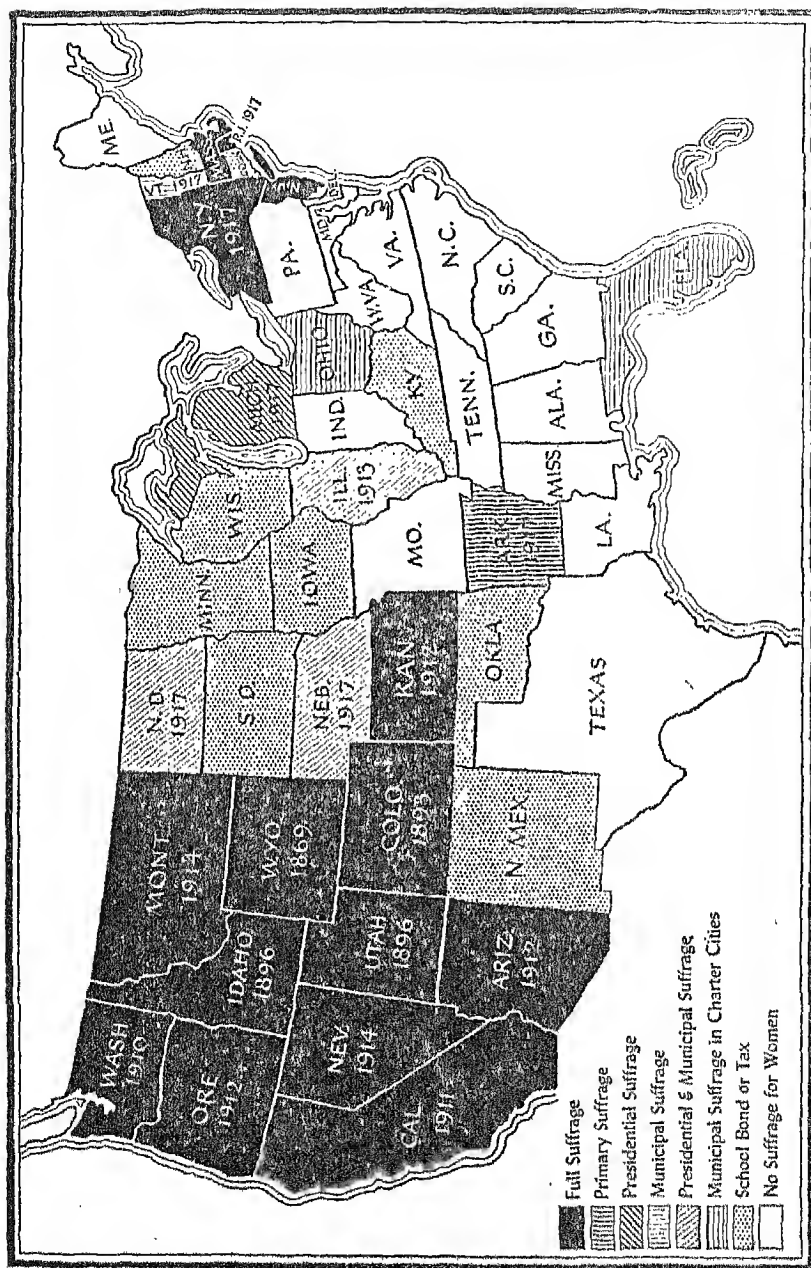 WASH
1910
ORE
1912
CAL
1911
NEV.
1914
IDAHO
1896
MONT.
1914
WYO.
1869
UTAH
1896
COLO.
1893
ARIZ.
1912
N. MEX.
N.D.
1917
S.D.
NEB.
1917
KAN.
OKLA
TEXAS
MINN
IOWA
MO.
ARK
LA.
WIS
ILL
1913
MICH
IND.
OHIO
KY
TENN.
MISS
ALA.
GA.
FLA.
S.C.
N.C.
VA.
W.VA
MD.
DEL
PA.
N.Y.
1917
VT. 1917
R.I. 1917
ME.
Full Suffrage
Primary Suffrage
Presidential Suffrage
Municipal Suffrage
Presidential & Municipal Suffrage
Municipal Suffrage in Charter Cities
School Bond or Tax
No Suffrage for Women